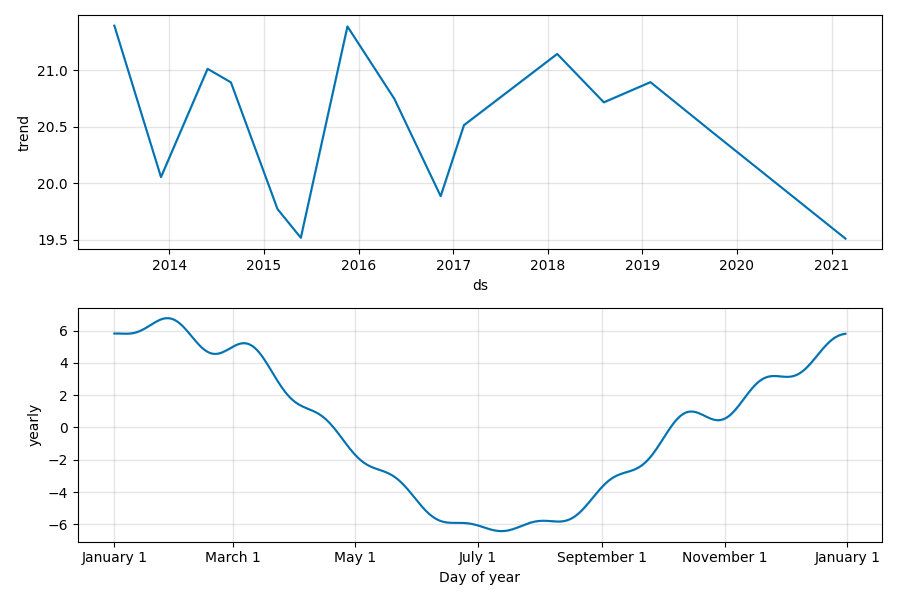 21.0
20.5
20.0
19.5
trend
2014 2015 2016 2017 2018 2019 2020 2021
ds
6
4
2
0
−2
−4
−6
yearly
January 1 March 1 May 1 July 1 September 1 November 1 January 1
Day of year